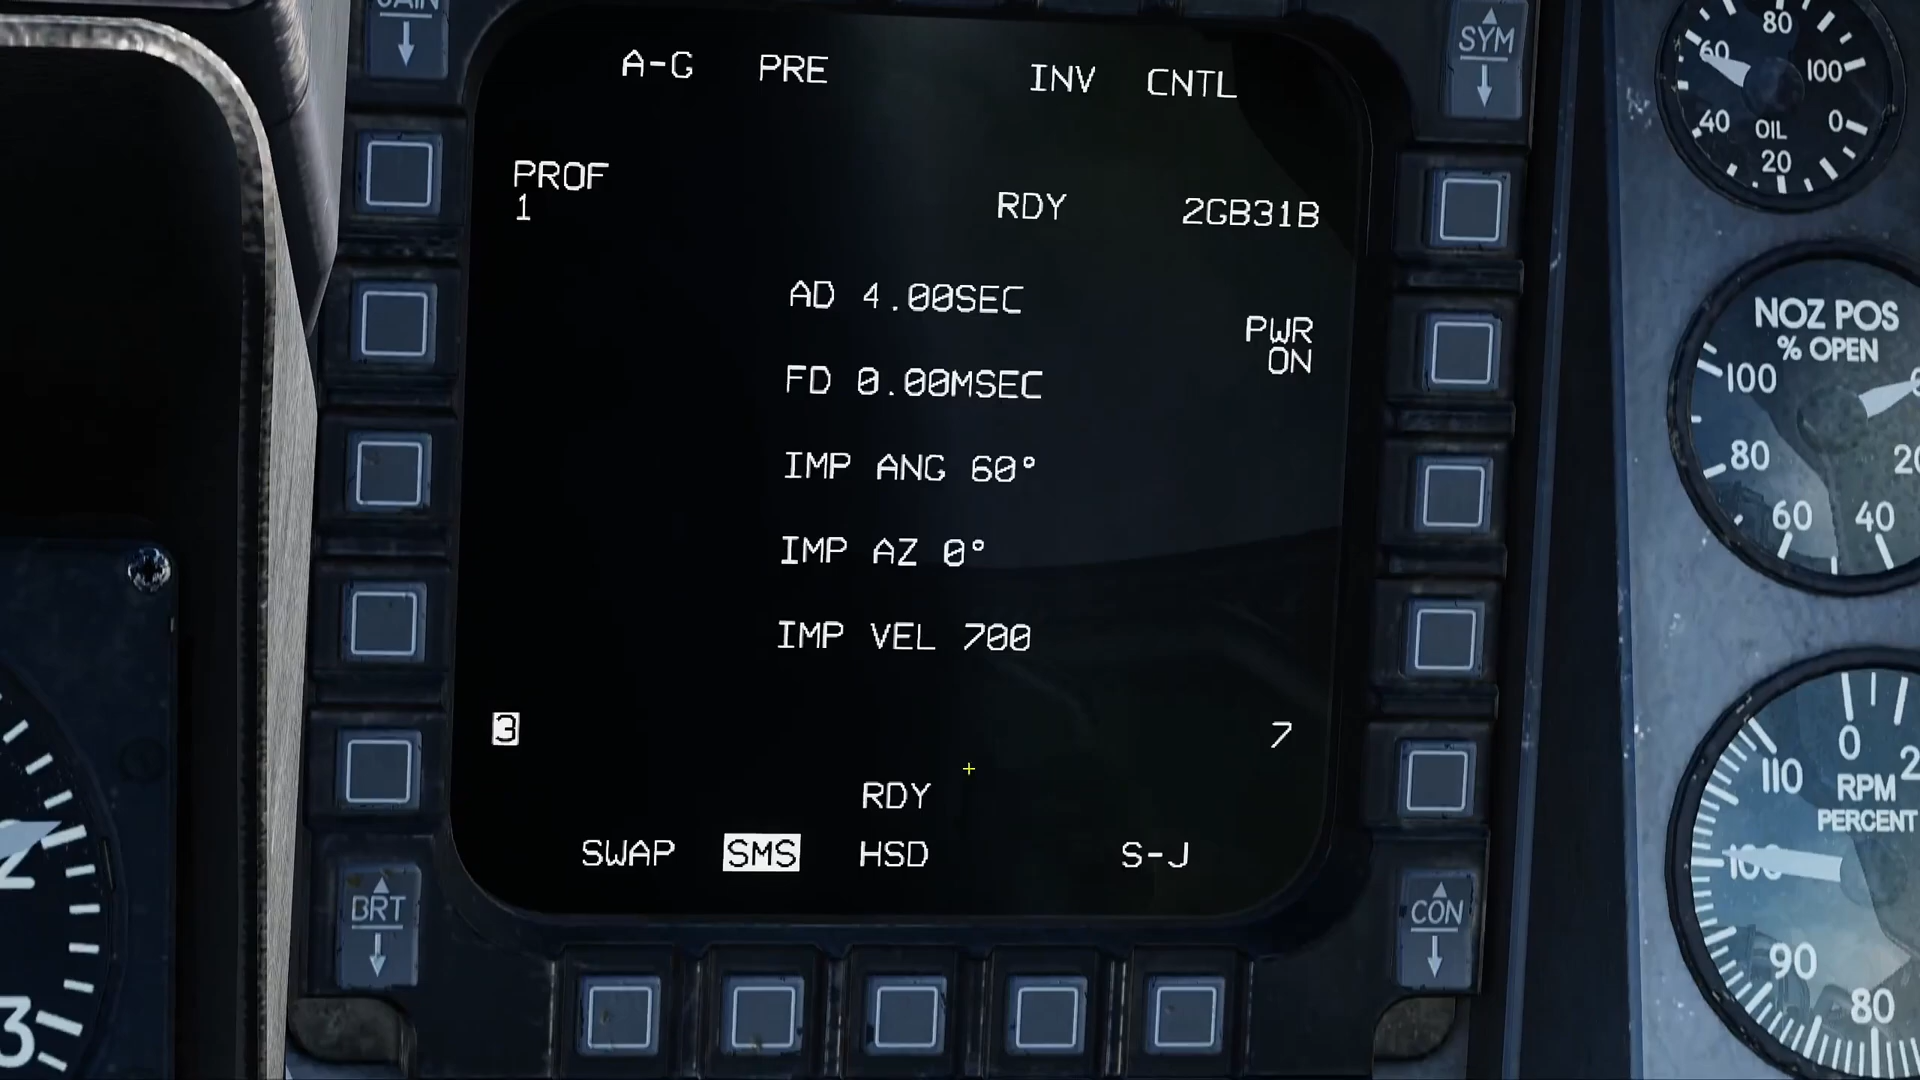 GAIN
SYM
A-G PRE INV CNTL
PROF
1
RDY 2GB31B
AD 4.00SEC
PWR
ON
FD 0.00MSEC
IMP ANG 60°
IMP AZ 0°
IMP VEL 700
3 7
RDY
SWAP SMS HSD S-J
BRT
CON
80
60
100
40
OIL
0
20
NOZ POS
% OPEN
100
80
60
40
0
110
RPM
PERCENT
100
90
80
3